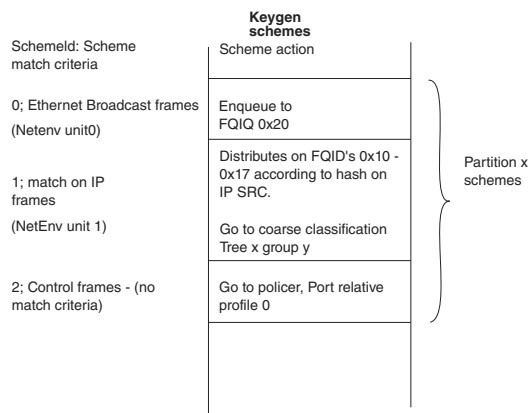 Keygen
schemes
SchemeId: Scheme
match criteria
Scheme action
0; Ethernet Broadcast frames
(Netenv unit0)
Enqueue to
FQIQ 0x20
1; match on IP
frames
(NetEnv unit 1)
Distributes on FQID's 0x10 -
0x17 according to hash on
IP SRC.
Go to coarse classification
Tree x group y
2; Control frames - (no
match criteria)
Go to policer, Port relative
profile 0
Partition x
schemes